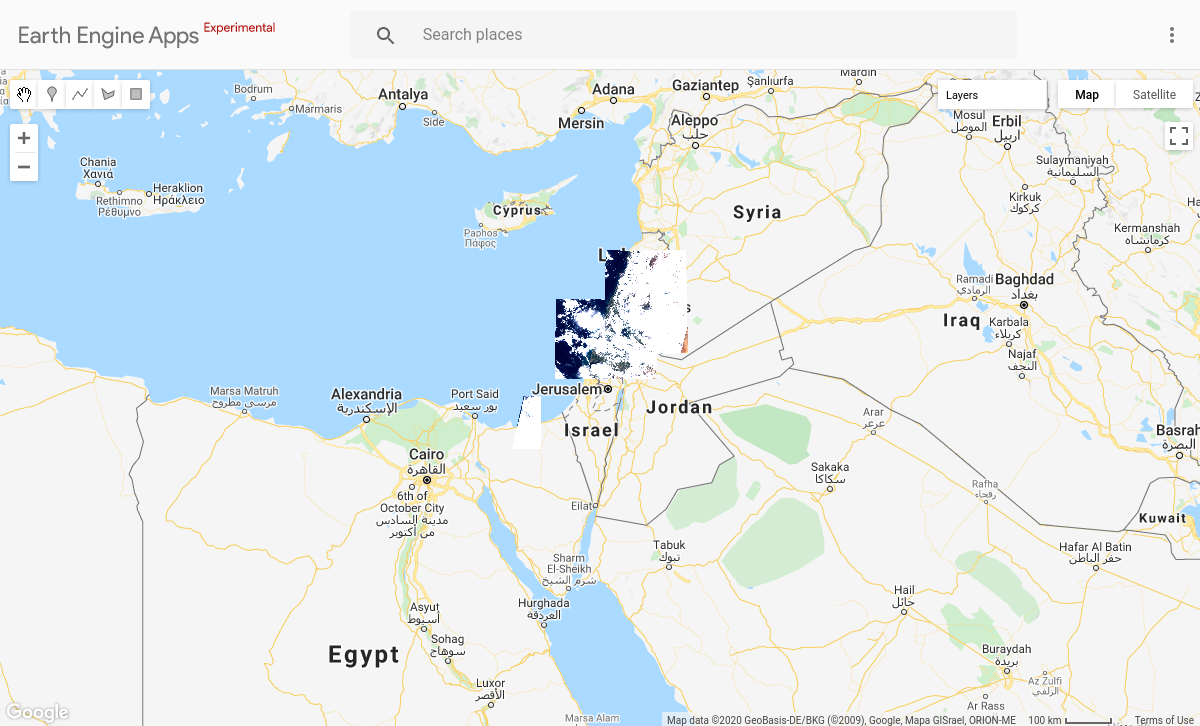 Earth Engine Apps Experimental
Search places
Layers
Map
Satellite
Bodrum
Marmaris
Antalya
Side
Adana
Mersin
Gaziantep
Şanlıurfa
Mardin
Aleppo
حلب
Mosul
الموصل
Erbil
أربيل
Sulaymaniyah
السليمانية
Kirkuk
كركوك
Kermanshah
كرمانشاه
Chania
Χανιά
Rethimno
Ρέθυμνο
Heraklion
Ηράκλειο
Cyprus
Paphos
Πάφος
Syria
Ramadi
الرمادي
Baghdad
بغداد
Iraq
Karbala
كربلاء
Najaf
النجف
Marsa Matruh
مرسى مطروح
Alexandria
الإسكندرية
Port Said
بور سعيد
Jerusalem
Israel
Jordan
Arar
عرعر
Basrah
البصرة
Cairo
القاهرة
6th of
October City
مدينة السادس
من أكتوبر
Sakaka
سكاكا
Rafha
رفحاء
Kuwait
Eilat
Tabuk
تبوك
Hafar Al Batin
حفر الباطن
Sharm
El-Sheikh
شرم الشيخ
Hurghada
الغردقة
Hail
حائل
Asyut
أسيوط
Sohag
سوهاج
Egypt
Luxor
الأقصر
Buraydah
بريدة
Az Zulfi
الزلفي
Ar Rass
Marsa Alam
Google
Map data ©2020 GeoBasis-DE/BKG (©2009), Google, Mapa GISrael, ORION-ME
100 km
Terms of Use